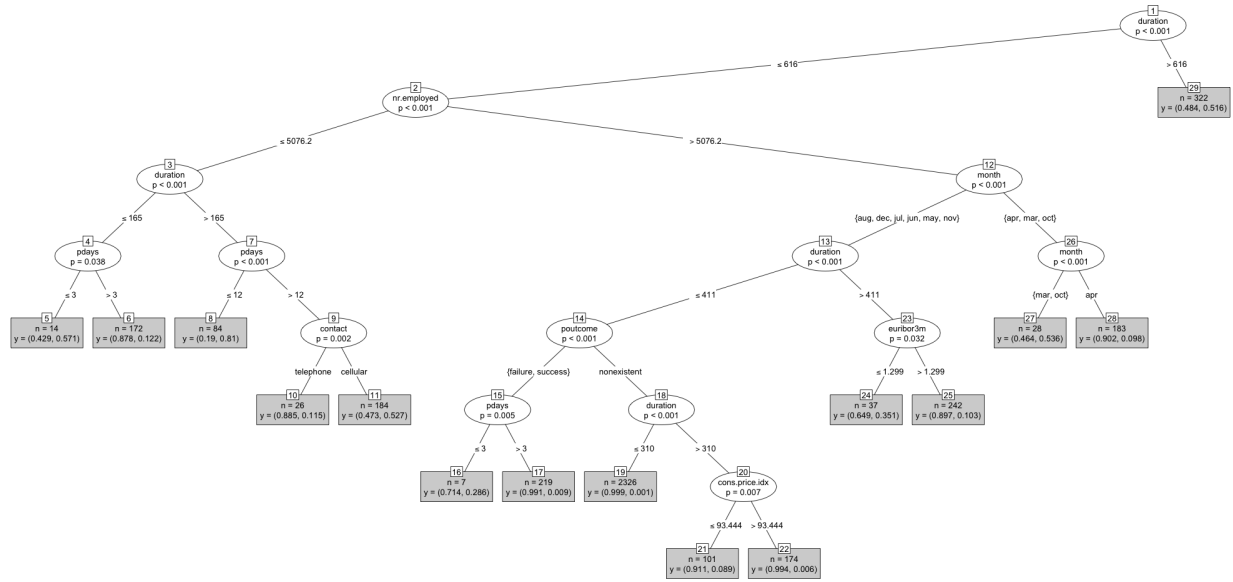 1
duration
p < 0.001
≤ 616
> 616
2
nr.employed
p < 0.001
29
n = 322
y = (0.484, 0.516)
≤ 5076.2
> 5076.2
3
duration
p < 0.001
12
month
p < 0.001
≤ 165
> 165
{aug, dec, jul, jun, may, nov}
{apr, mar, oct}
4
pdays
p = 0.038
7
pdays
p < 0.001
13
duration
p < 0.001
26
month
p < 0.001
≤ 3
> 3
≤ 12
> 12
≤ 411
> 411
{mar, oct}
apr
5
n = 14
y = (0.429, 0.571)
6
n = 172
y = (0.878, 0.122)
8
n = 84
y = (0.19, 0.81)
9
contact
p = 0.002
14
poutcome
p < 0.001
23
euribor3m
p = 0.032
27
n = 28
y = (0.464, 0.536)
28
n = 183
y = (0.902, 0.098)
telephone
cellular
{failure, success}
nonexistent
≤ 1.299
> 1.299
10
n = 26
y = (0.885, 0.115)
11
n = 184
y = (0.473, 0.527)
15
pdays
p = 0.005
18
duration
p < 0.001
24
n = 37
y = (0.649, 0.351)
25
n = 242
y = (0.897, 0.103)
≤ 3
> 3
≤ 310
> 310
16
n = 7
y = (0.714, 0.286)
17
n = 219
y = (0.991, 0.009)
19
n = 2326
y = (0.999, 0.001)
20
cons.price.idx
p = 0.007
≤ 93.444
> 93.444
21
n = 101
y = (0.911, 0.089)
22
n = 174
y = (0.994, 0.006)